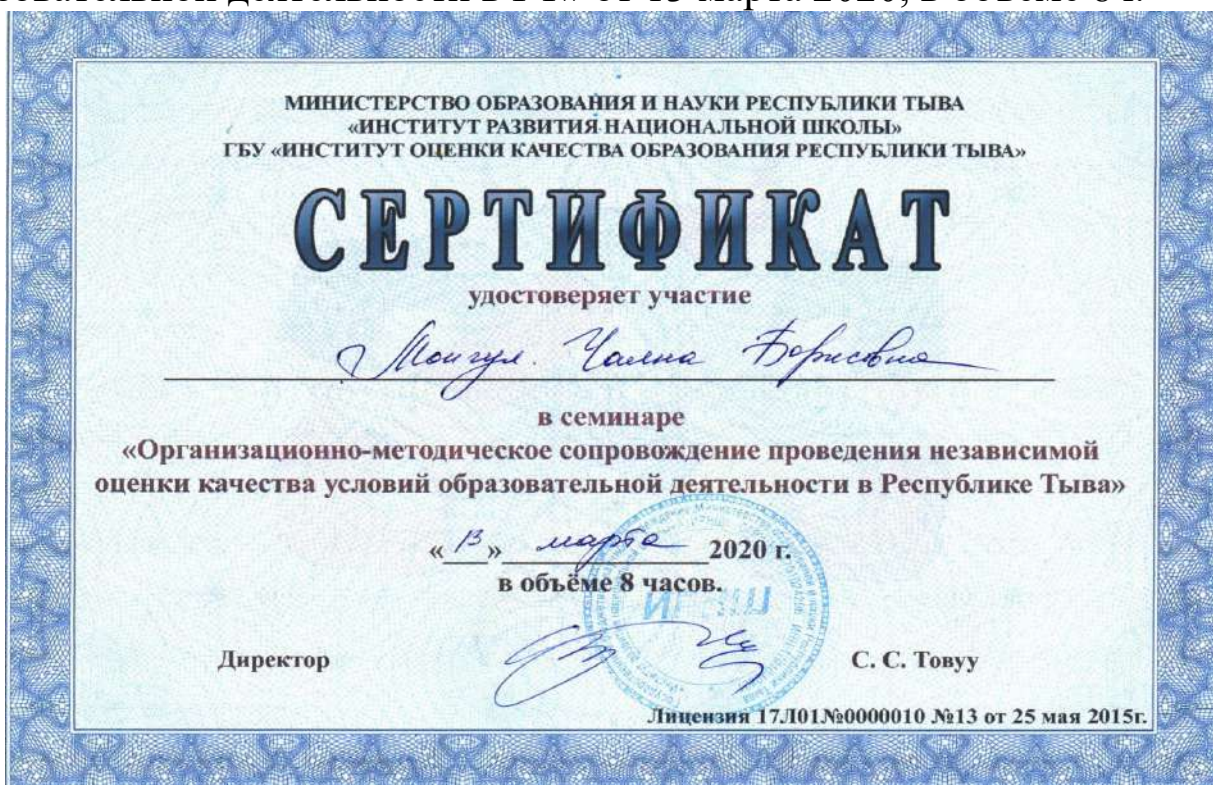 МИНИСТЕРСТВО ОБРАЗОВАНИЯ И НАУКИ РЕСПУБЛИКИ ТЫВА
«ИНСТИТУТ РАЗВИТИЯ НАЦИОНАЛЬНОЙ ШКОЛЫ»
ГБУ «ИНСТИТУТ ОЦЕНКИ КАЧЕСТВА ОБРАЗОВАНИЯ РЕСПУБЛИКИ ТЫВА»
СЕРТИФИКАТ
удостоверяет участие
Монгул Борисовна
в семинаре
«Организационно-методическое сопровождение проведения независимой
оценки качества условий образовательной деятельности в Республике Тыва»
«13» марта 2020 г.
в объёме 8 часов.
Директор С. С. Товуу
Лицензия 17Л01№0000010 №13 от 25 мая 2015г.